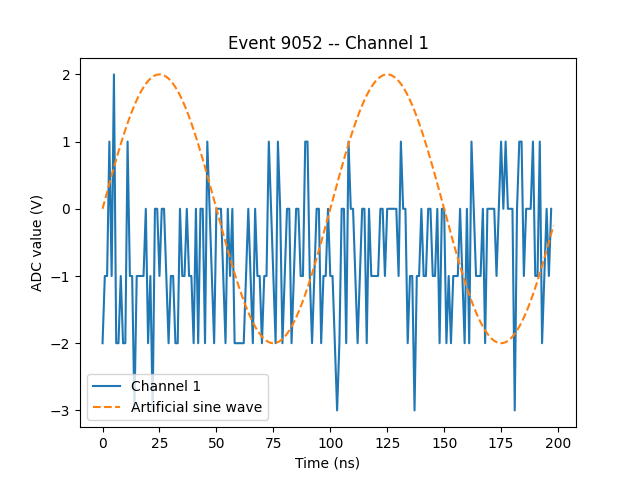 Event 9052 -- Channel 1
ADC value (V)
2
1
0
−1
−2
−3
Channel 1
Artificial sine wave
0 25 50 75 100 125 150 175 200
Time (ns)